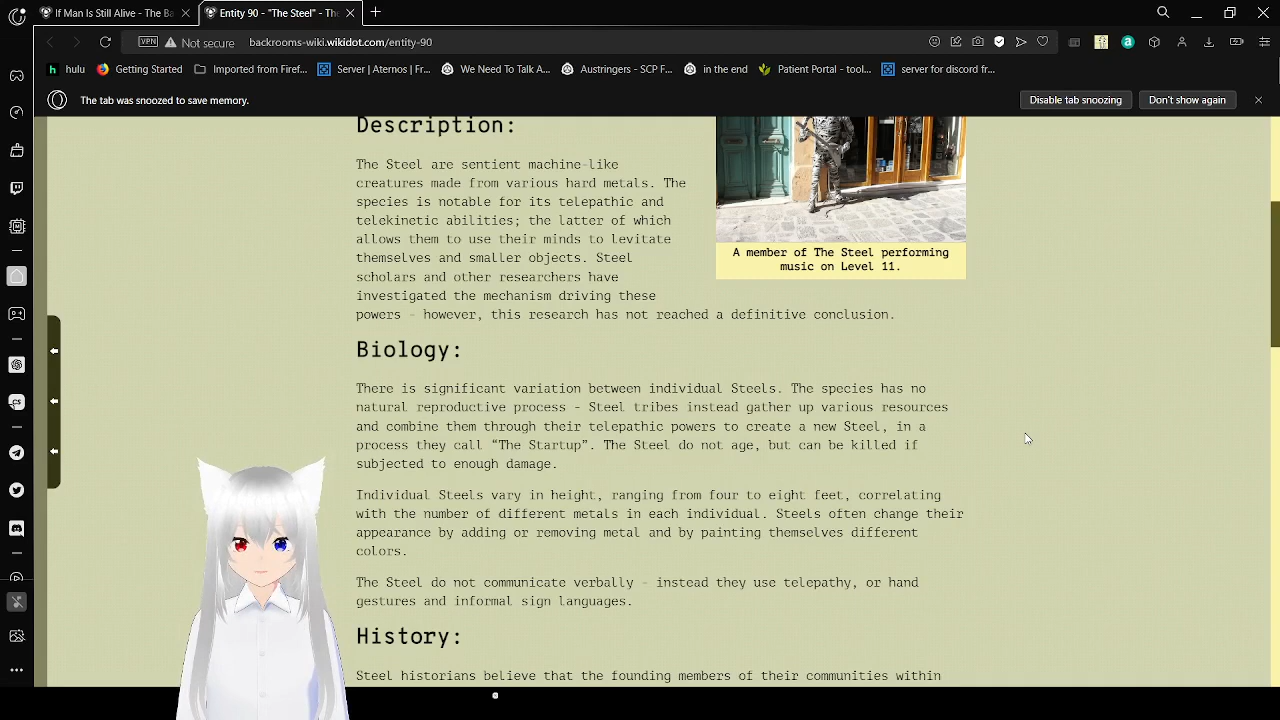 If Man Is Still Alive - The Ba
Entity 90 - "The Steel" - The
VPN
Not secure
backrooms-wiki.wikidot.com/entity-90
hulu
Getting Started
Imported from Firef...
Server | Aternos | Fr...
We Need To Talk A...
Austringers - SCP F...
in the end
Patient Portal - tool...
server for discord fr...
The tab was snoozed to save memory.
Disable tab snoozing
Don't show again
Description:
The Steel are sentient machine-like
creatures made from various hard metals. The
species is notable for its telepathic and
telekinetic abilities; the latter of which
allows them to use their minds to levitate
themselves and smaller objects. Steel
scholars and other researchers have
investigated the mechanism driving these
powers - however, this research has not reached a definitive conclusion.
A member of The Steel performing
music on Level 11.
Biology:
There is significant variation between individual Steels. The species has no
natural reproductive process - Steel tribes instead gather up various resources
and combine them through their telepathic powers to create a new Steel, in a
process they call “The Startup”. The Steel do not age, but can be killed if
subjected to enough damage.
Individual Steels vary in height, ranging from four to eight feet, correlating
with the number of different metals in each individual. Steels often change their
appearance by adding or removing metal and by painting themselves different
colors.
The Steel do not communicate verbally - instead they use telepathy, or hand
gestures and informal sign languages.
History:
Steel historians believe that the founding members of their communities within